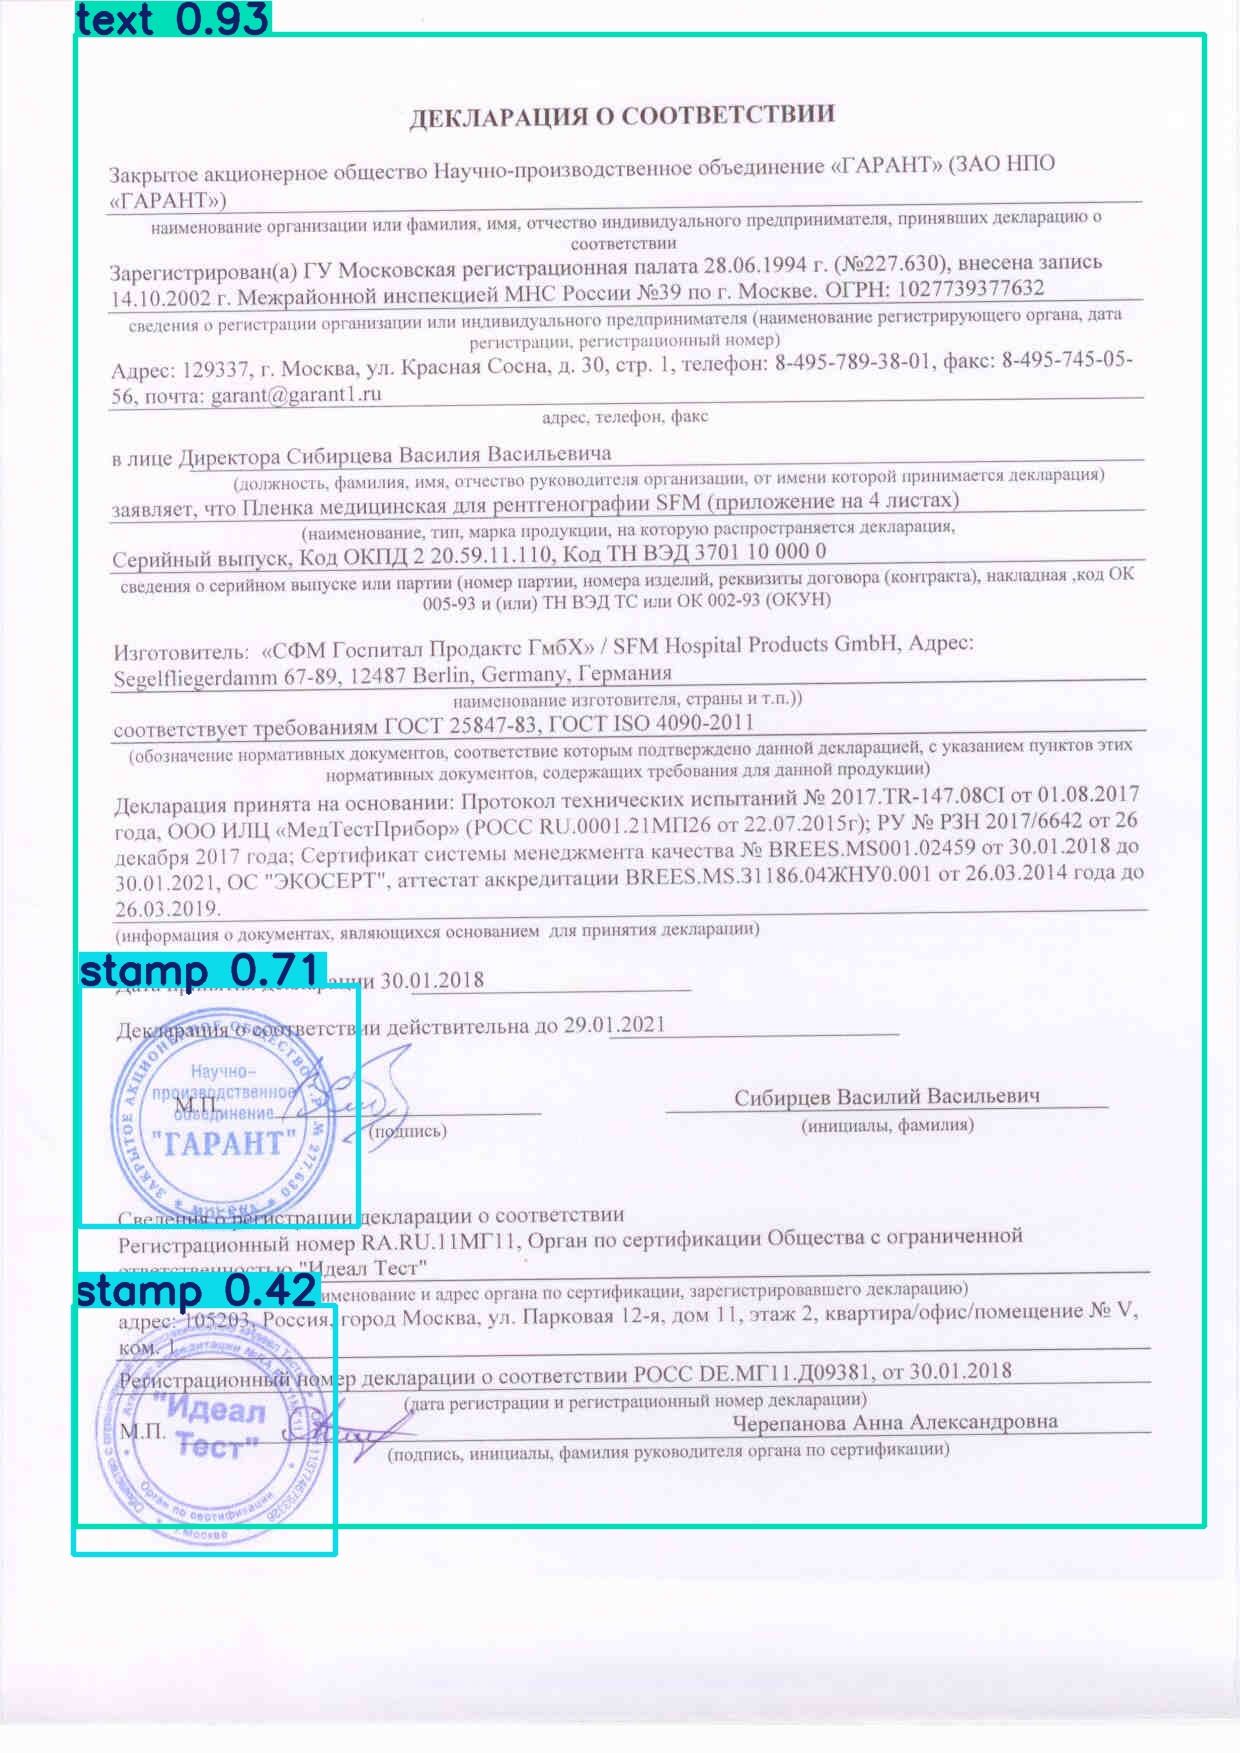 text 0.93
ДЕКЛАРАЦИЯ О СООТВЕТСТВИИ
Закрытое акционерное общество Научно-производственное объединение «ГАРАНТ» (ЗАО НПО
«ГАРАНТ»)
наименование организации или фамилия, имя, отчество индивидуального предпринимателя, принявших декларацию о
соответствии
Зарегистрирован(а) ГУ Московская регистрационная палата 28.06.1994 г. (№227.630), внесена запись
14.10.2002 г. Межрайонной инспекцией МНС России №39 по г. Москве. ОГРН: 1027739377632
сведения о регистрации организации или индивидуального предпринимателя (наименование регистрирующего органа, дата
регистрации, регистрационный номер)
Адрес: 129337, г. Москва, ул. Красная Сосна, д. 30, стр. 1, телефон: 8-495-789-38-01, факс: 8-495-745-05-
56, почта: garant@garant1.ru
адрес, телефон, факс
в лице Директора Сибирцева Василия Васильевича
(должность, фамилия, имя, отчество руководителя организации, от имени которой принимается декларация)
заявляет, что Пленка медицинская для рентгенографии SFM (приложение на 4 листах)
(наименование, тип, марка продукции, на которую распространяется декларация,
Серийный выпуск, Код ОКПД 2 20.59.11.110, Код ТН ВЭД 3701 10 000 0
сведения о серийном выпуске или партии (номер партии, номера изделий, реквизиты договора (контракта), накладная ,код ОК
005-93 и (или) ТН ВЭД ТС или ОК 002-93 (ОКУН)
Изготовитель: «СФМ Госпитал Продактс ГмбХ» / SFM Hospital Products GmbH, Адрес:
Segelfliegerdamm 67-89, 12487 Berlin, Germany, Германия
наименование изготовителя, страны и т.п.))
соответствует требованиям ГОСТ 25847-83, ГОСТ ISO 4090-2011
(обозначение нормативных документов, соответствие которым подтверждено данной декларацией, с указанием пунктов этих
нормативных документов, содержащих требования для данной продукции)
Декларация принята на основании: Протокол технических испытаний № 2017.TR-147.08CI от 01.08.2017
года, ООО ИЛЦ «МедТестПрибор» (РОСС RU.0001.21МП26 от 22.07.2015г); РУ № РЗН 2017/6642 от 26
декабря 2017 года; Сертификат системы менеджмента качества № BREES.MS001.02459 от 30.01.2018 до
30.01.2021, ОС "ЭКОСЕРТ", аттестат аккредитации BREES.MS.31186.04ЖНУ0.001 от 26.03.2014 года до
26.03.2019.
(информация о документах, являющихся основанием для принятия декларации)
stamp 0.71
30.01.2018
Декларация о соответствии действительна до 29.01.2021
ЗАКРЫТОЕ АКЦИОНЕРНОЕ ОБЩЕСТВО Г.Р. № 277.630 * МОСКВА *
Научно-
производственное
объединение
"ГАРАНТ"
М.П.
(подпись)
Сибирцев Василий Васильевич
(инициалы, фамилия)
Сведения о регистрации декларации о соответствии
Регистрационный номер RA.RU.11МГ11, Орган по сертификации Общества с ограниченной
ответственностью "Идеал Тест"
stamp 0.42
и адрес органа по сертификации, зарегистрировавшего декларацию)
адрес: 105203, Россия, город Москва, ул. Парковая 12-я, дом 11, этаж 2, квартира/офис/помещение № V,
ком. 1
Регистрационный номер декларации о соответствии РОСС DE.МГ11.Д09381, от 30.01.2018
(дата регистрации и регистрационный номер декларации)
"Идеал
Тест"
Орган по сертификации
г.Москва
М.П.
Черепанова Анна Александровна
(подпись, инициалы, фамилия руководителя органа по сертификации)